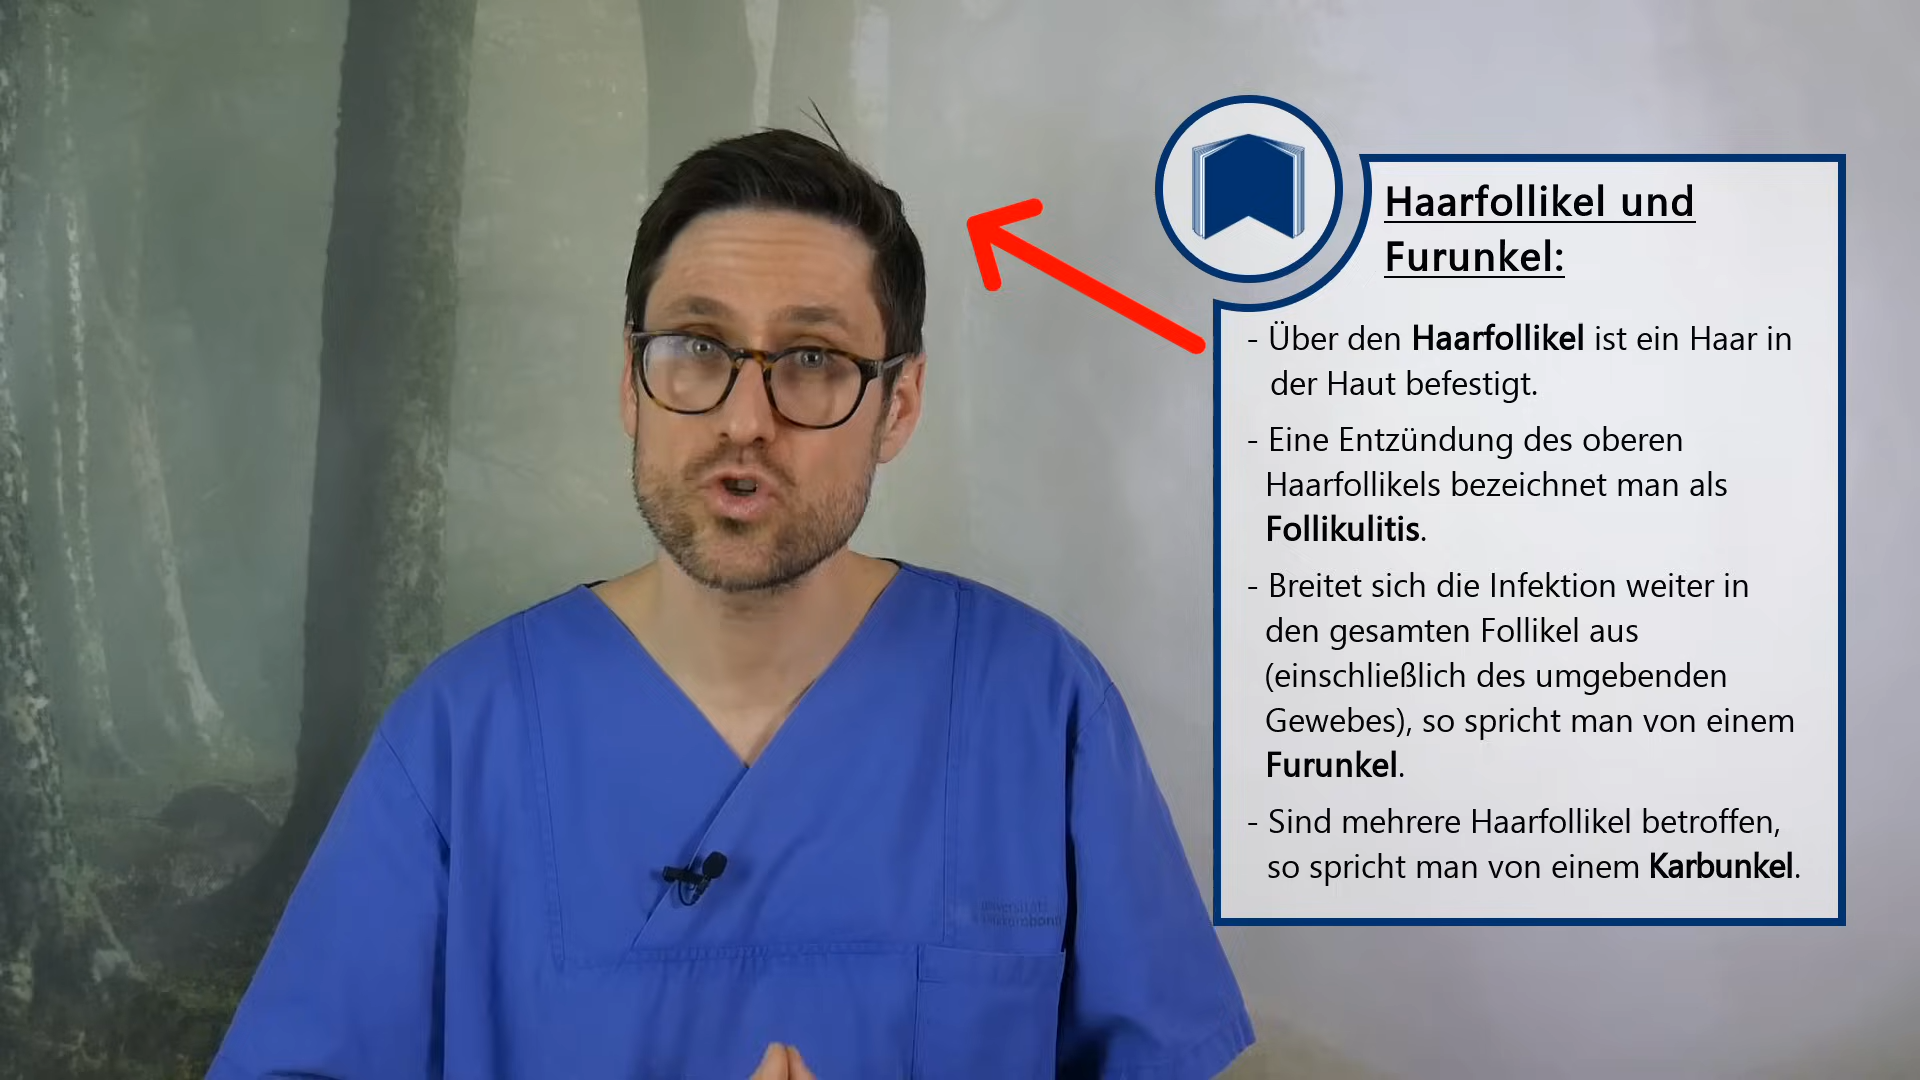 Haarfollikel und
Furunkel:
- Über den Haarfollikel ist ein Haar in
der Haut befestigt.
- Eine Entzündung des oberen
Haarfollikels bezeichnet man als
Follikulitis.
- Breitet sich die Infektion weiter in
den gesamten Follikel aus
(einschließlich des umgebenden
Gewebes), so spricht man von einem
Furunkel.
- Sind mehrere Haarfollikel betroffen,
so spricht man von einem Karbunkel.